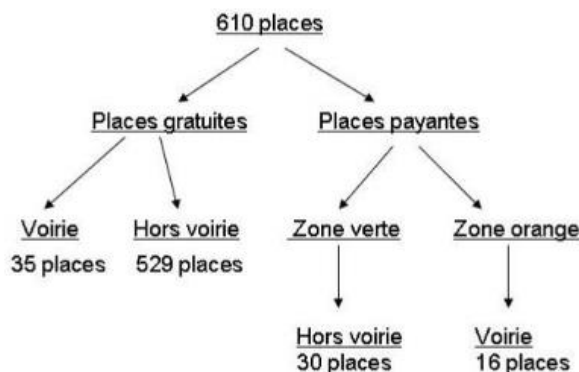 610 places
Places gratuites
Places payantes
Voirie
35 places
Hors voirie
529 places
Zone verte
Zone orange
Hors voirie
30 places
Voirie
16 places